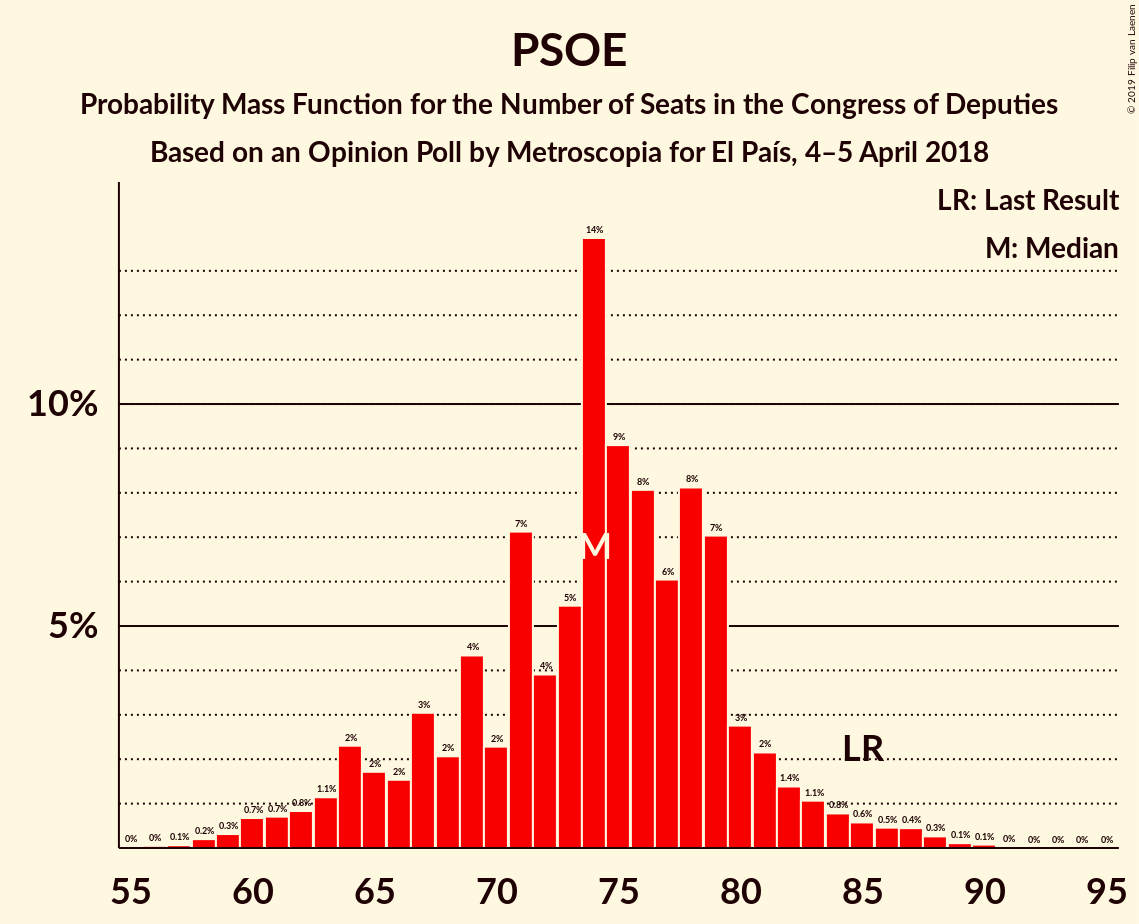 PSOE
Probability Mass Function for the Number of Seats in the Congress of Deputies
Based on an Opinion Poll by Metroscopia for El País, 4–5 April 2018
© 2019 Filip van Laenen
LR: Last Result
M: Median
10%
5%
0% 0% 0.1% 0.2% 0.3% 0.7% 0.7% 0.8% 1.1% 2% 2% 2% 3% 2% 4% 2% 7% 4% 5% 14% 9% 8% 6% 8% 7% 3% 2% 1.4% 1.1% 0.8% 0.6% 0.5% 0.4% 0.3% 0.1% 0.1% 0% 0% 0% 0% 0%
M
LR
55 60 65 70 75 80 85 90 95